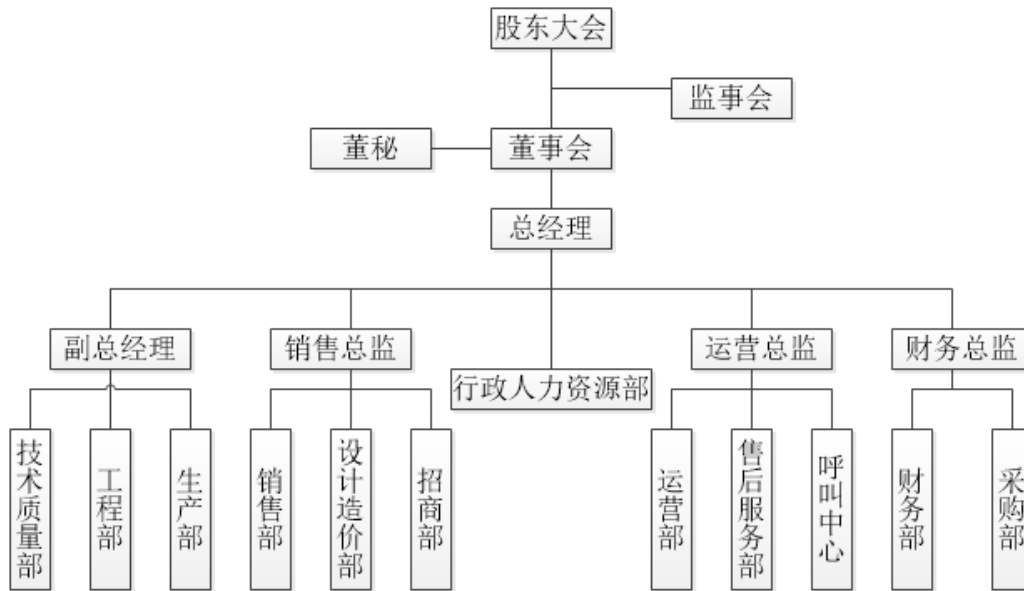 股东大会
监事会
董秘
董事会
总经理
副总经理
销售总监
运营总监
财务总监
行政人力资源部
技术质量部
工程部
生产部
销售部
设计造价部
招商部
运营部
售后服务部
呼叫中心
财务部
采购部